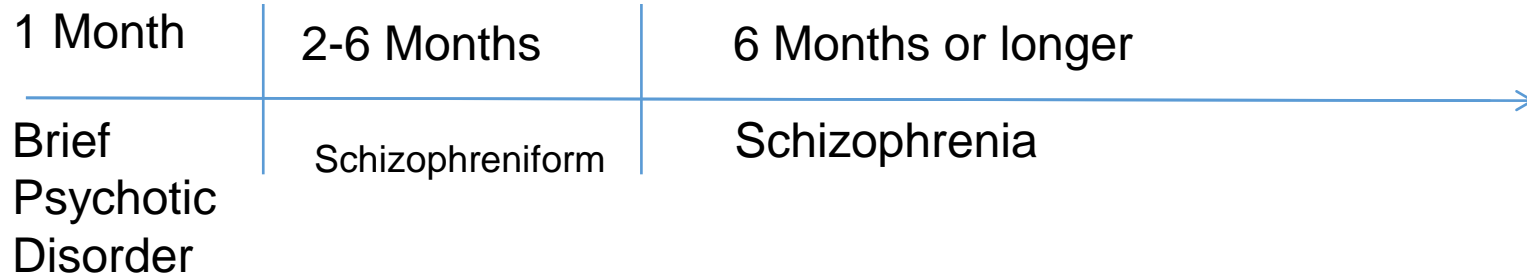 1 Month
2-6 Months
6 Months or longer
Brief
Psychotic
Disorder
Schizophreniform
Schizophrenia